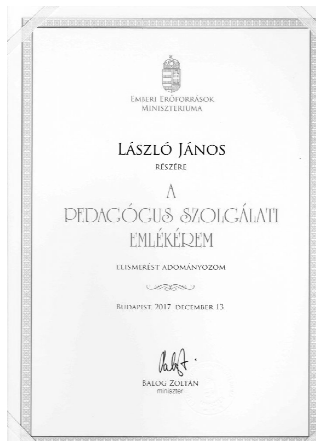 EMBERI ERŐFORRÁSOK
MINISZTÉRIUMA
LÁSZLÓ JÁNOS
RÉSZÉRE
A
PEDAGÓGUS SZOLGÁLATI
EMLÉKÉREM
ELISMERÉST ADOMÁNYOZOM
BUDAPEST, 2017. DECEMBER 13.
BALOG ZOLTÁN
miniszter